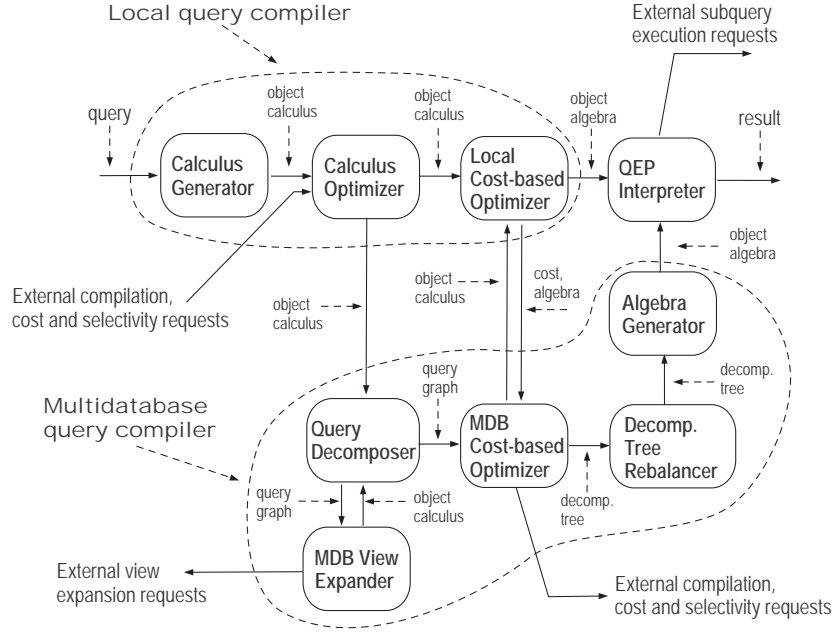 Local query compiler
External subquery
execution requests
query
object
calculus
object
calculus
object
algebra
result
Calculus
Generator
Calculus
Optimizer
Local
Cost-based
Optimizer
QEP
Interpreter
object
algebra
External compilation,
cost and selectivity requests
object
calculus
object
calculus
cost,
algebra
Algebra
Generator
decomp.
tree
query
graph
Multidatabase
query compiler
Query
Decomposer
MDB
Cost-based
Optimizer
Decomp.
Tree
Rebalancer
query
graph
object
calculus
decomp.
tree
MDB View
Expander
External view
expansion requests
External compilation,
cost and selectivity requests